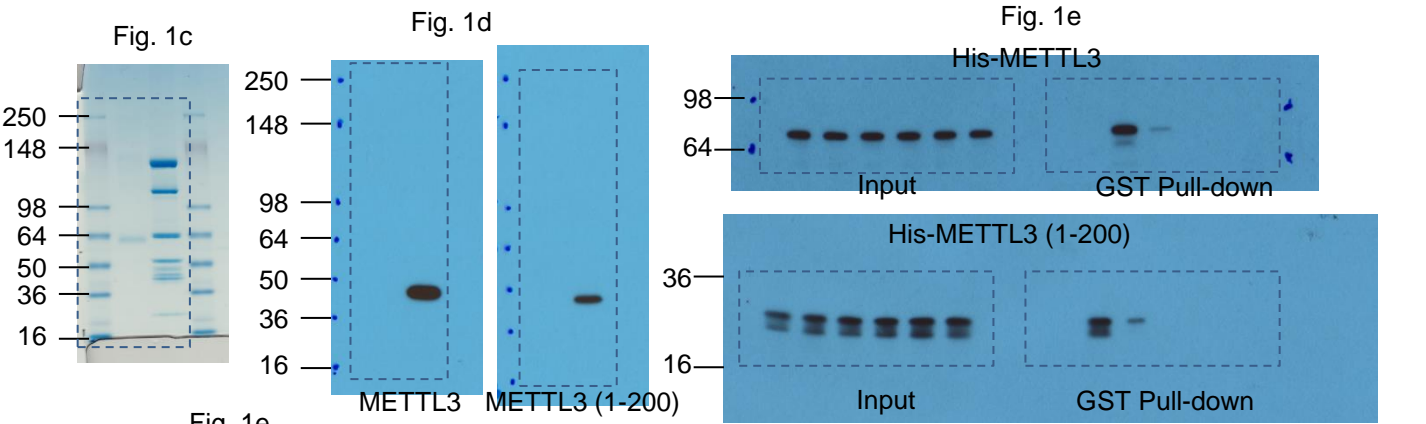 Fig. 1c
250
148
98
64
50
36
16
Fig. 1d
250
148
98
64
50
36
16
METTL3
METTL3 (1-200)
Fig. 1e
His-METTL3
98
64
Input
GST Pull-down
His-METTL3 (1-200)
36
16
Input
GST Pull-down
Fig. 1e